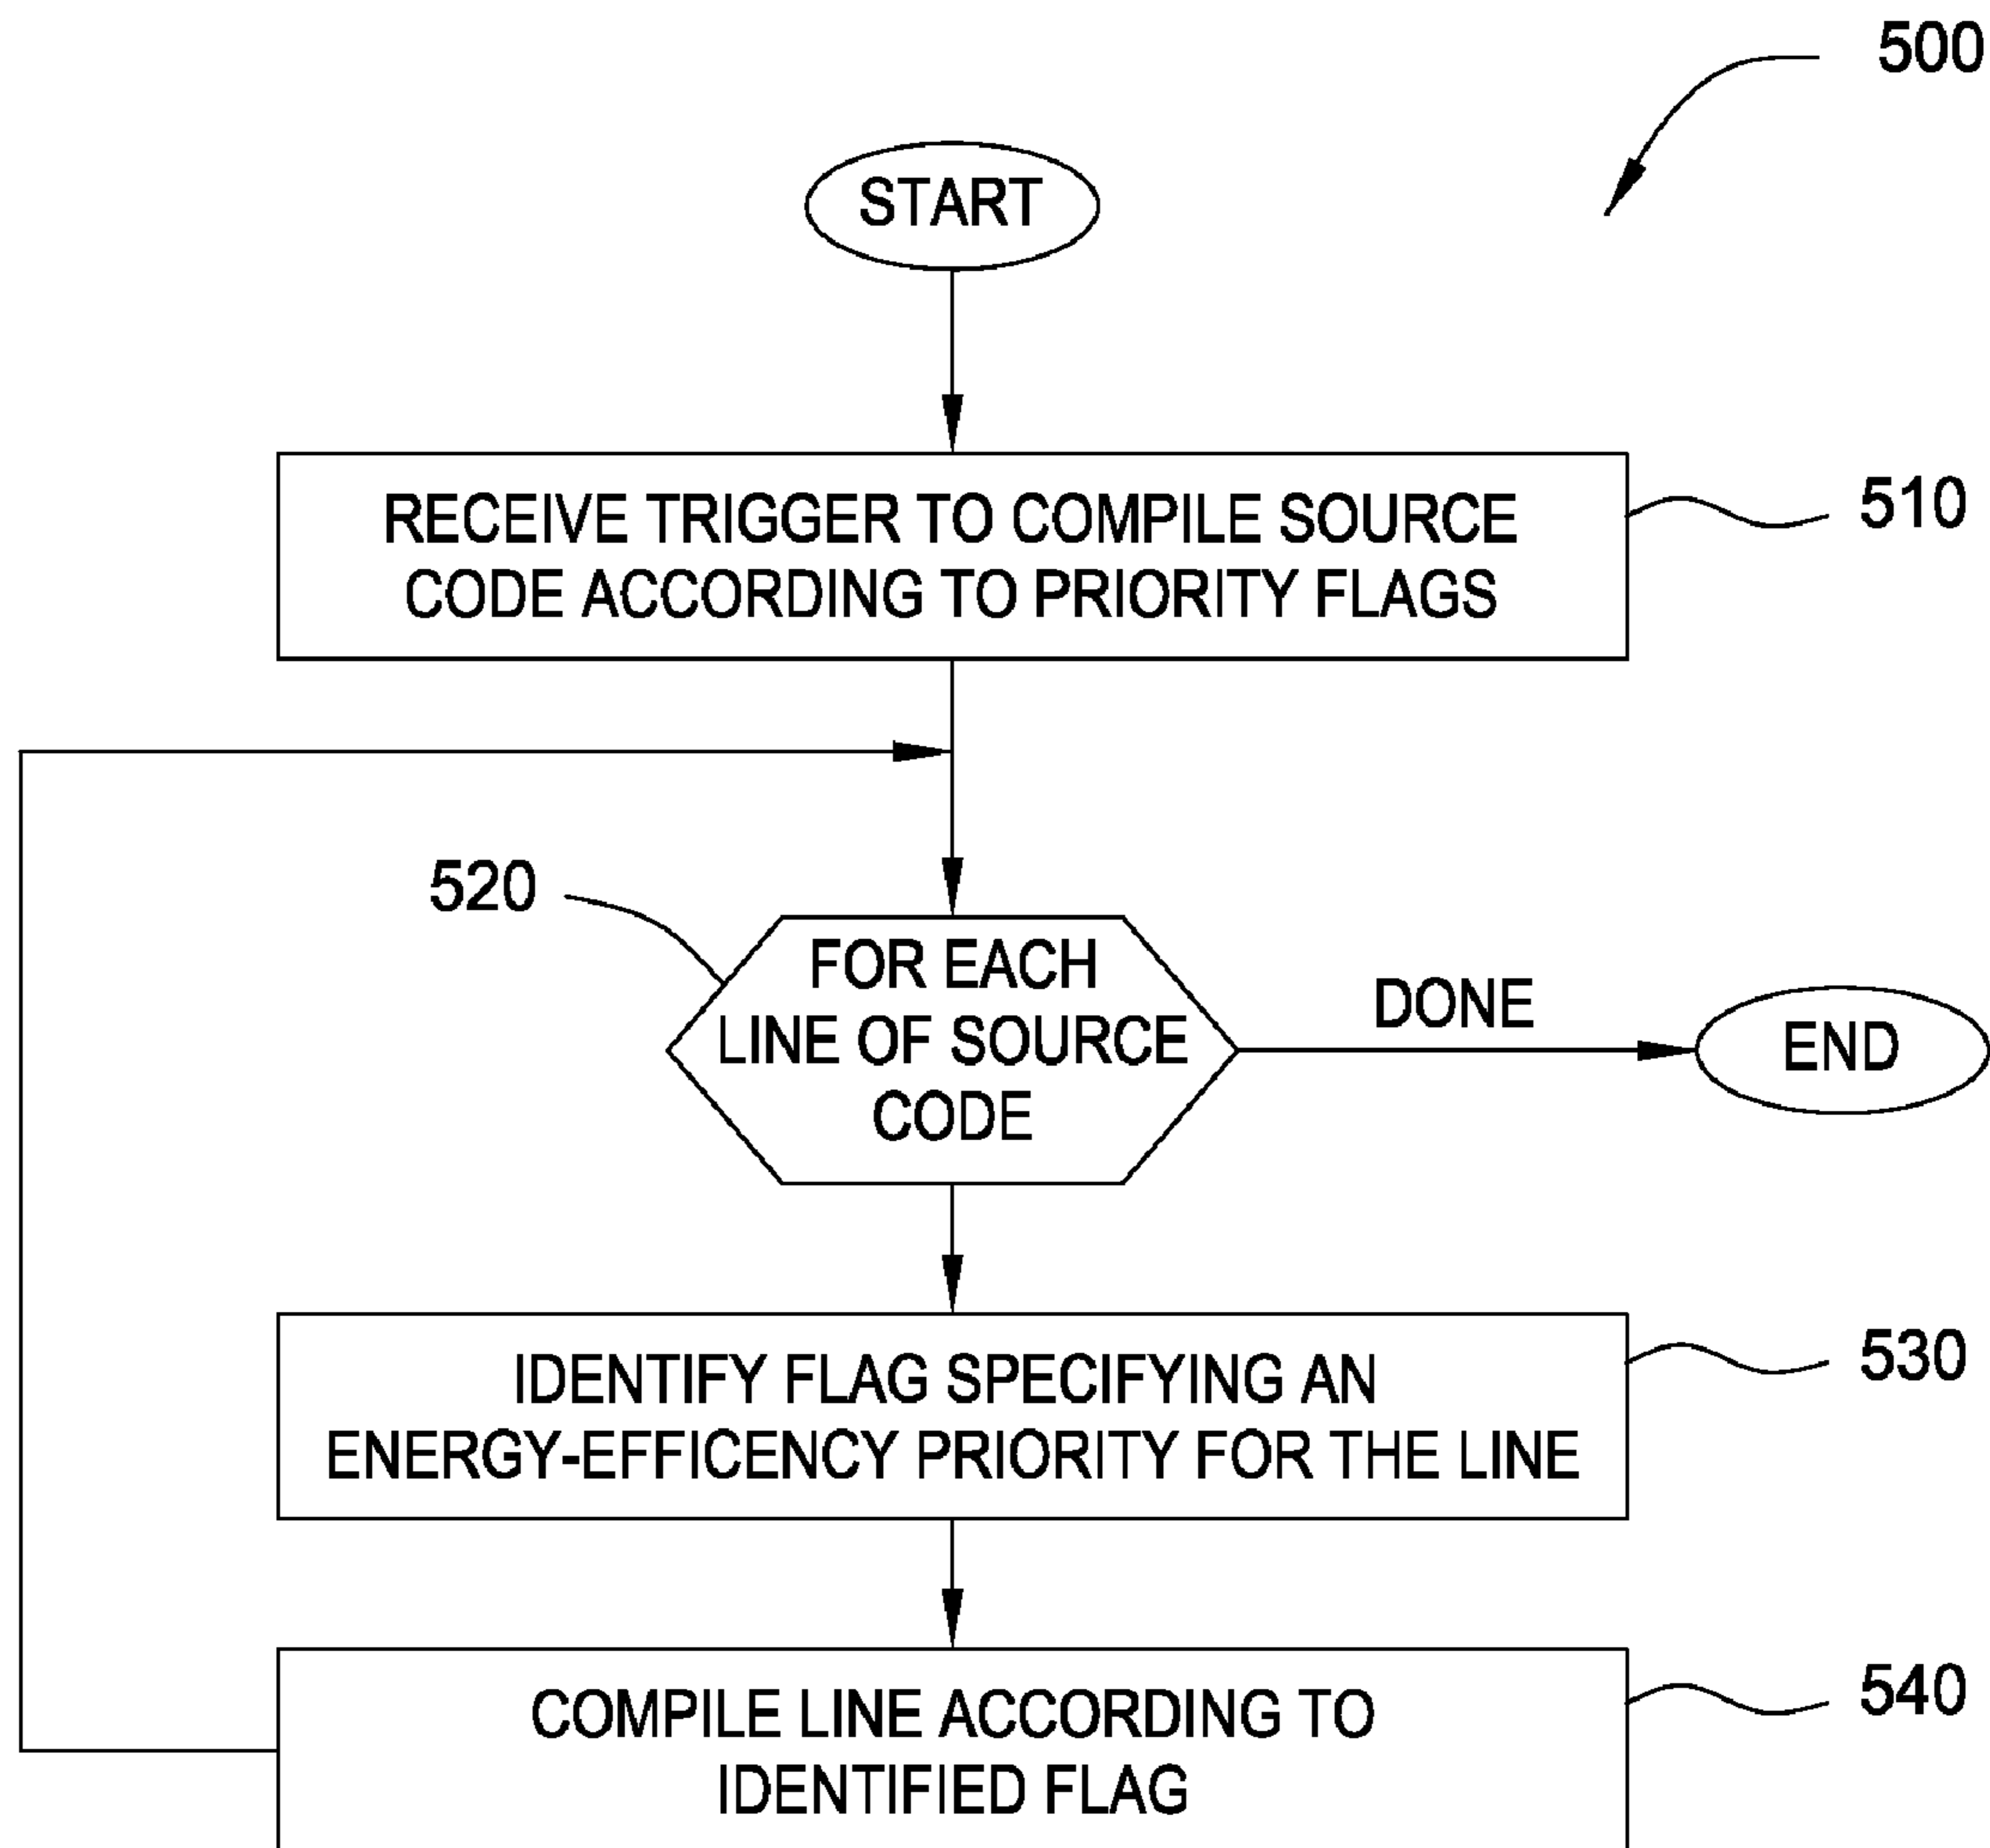 500
START
RECEIVE TRIGGER TO COMPILE SOURCE
CODE ACCORDING TO PRIORITY FLAGS
510
520
FOR EACH
LINE OF SOURCE
CODE
DONE
END
IDENTIFY FLAG SPECIFYING AN
ENERGY-EFFICENCY PRIORITY FOR THE LINE
530
COMPILE LINE ACCORDING TO
IDENTIFIED FLAG
540